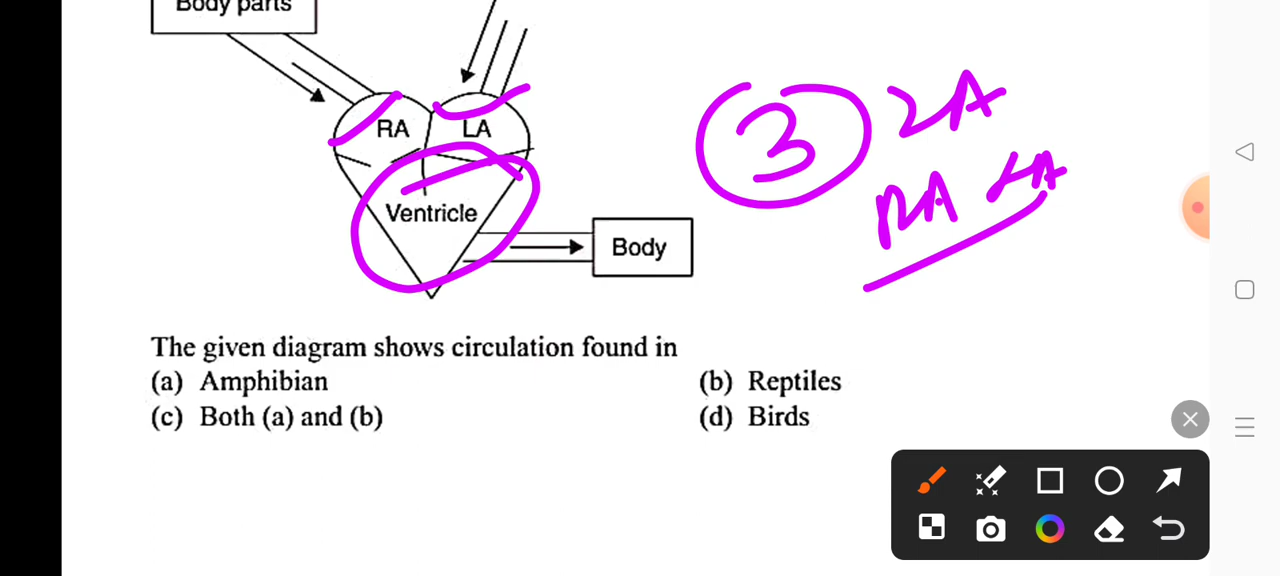 Body parts
RA
LA
Ventricle
Body
3
2A
RA LA
The given diagram shows circulation found in
(a) Amphibian
(b) Reptiles
(c) Both (a) and (b)
(d) Birds